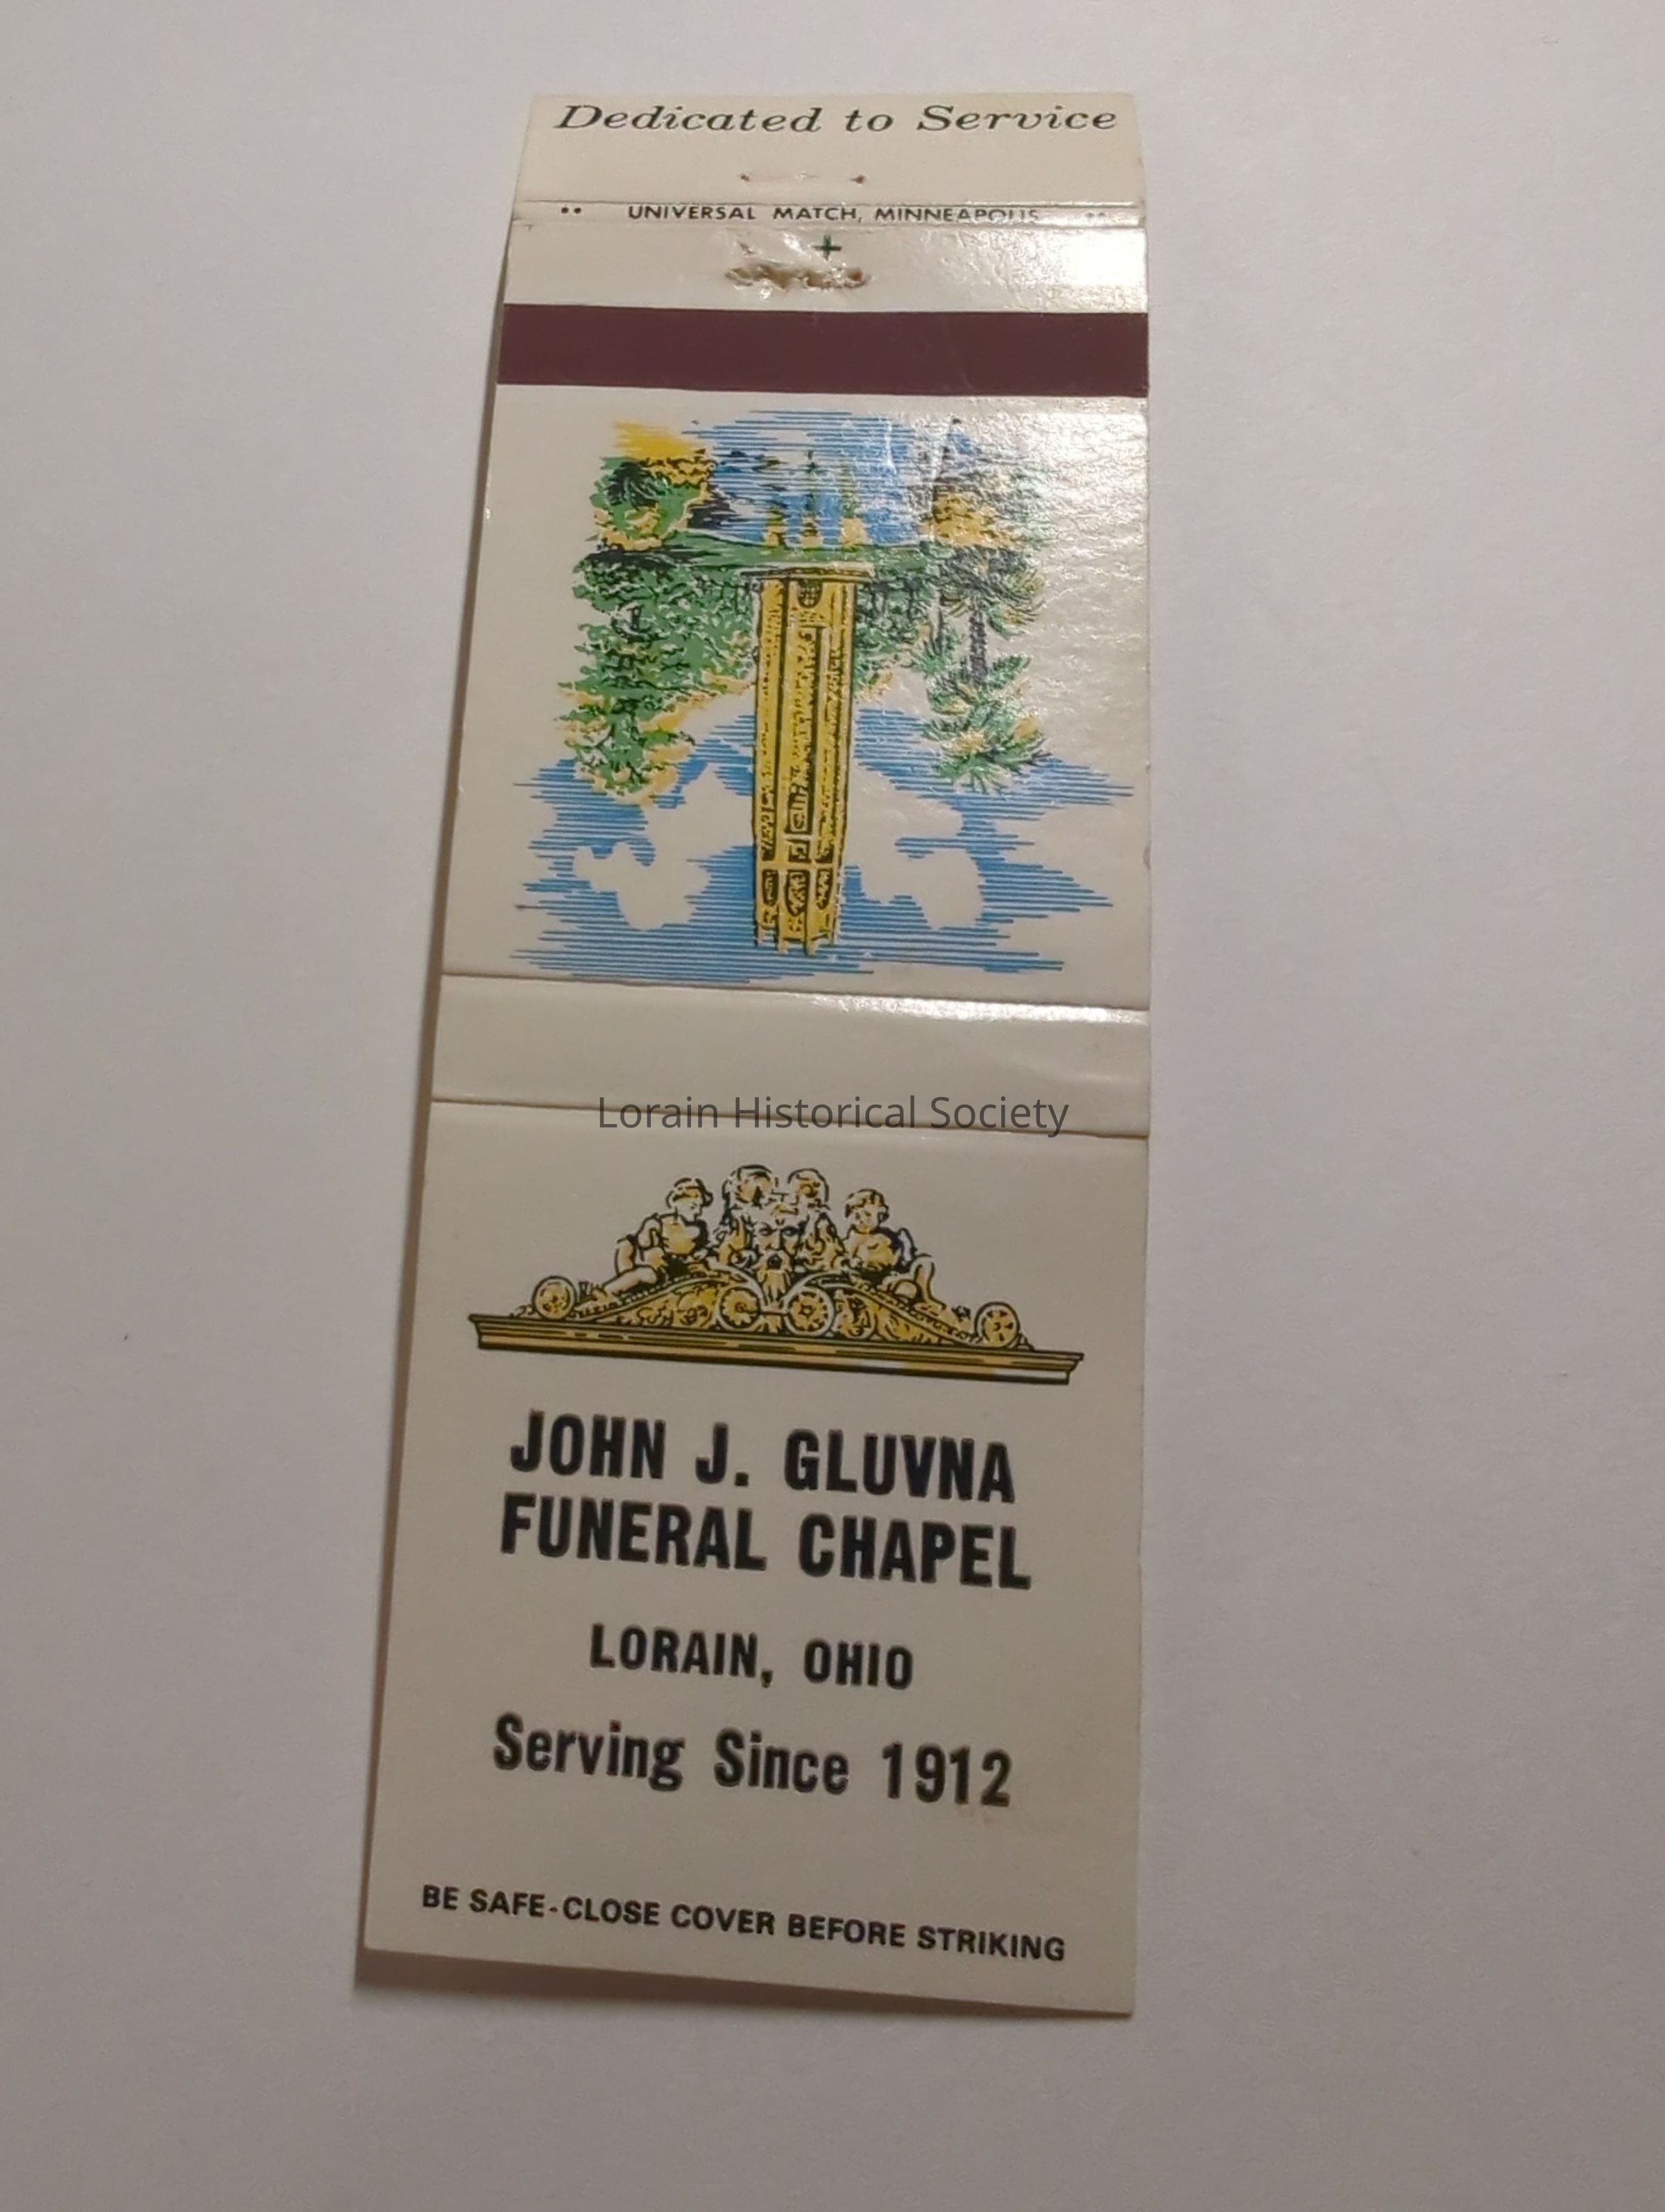 Dedicated to Service
UNIVERSAL MATCH, MINNEAPOLIS
Lorain Historical Society
JOHN J. GLUVNA
FUNERAL CHAPEL
LORAIN, OHIO
Serving Since 1912
BE SAFE-CLOSE COVER BEFORE STRIKING